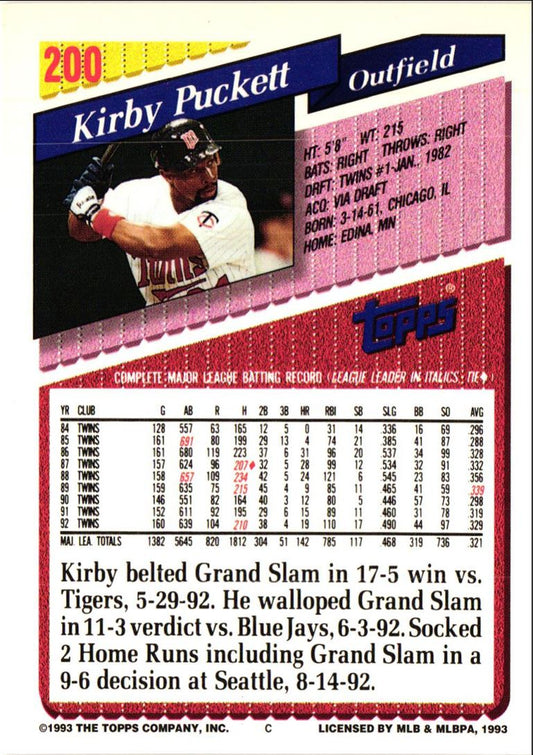 200
Kirby Puckett
Outfield
HT: 5'8" WT: 215
BATS: RIGHT THROWS: RIGHT
DRFT: TWINS #1-JAN., 1982
ACQ: VIA DRAFT
BORN: 3-14-61, CHICAGO, IL
HOME: EDINA, MN
TC
TWINS
TOPPS®
COMPLETE MAJOR LEAGUE BATTING RECORD (LEAGUE LEADER IN ITALICS, TIE♦)
YR CLUB G AB R H 2B 3B HR RBI SB SLG BB SO AVG
84 TWINS 128 557 63 165 12 5 0 31 14 .336 16 69 .296
85 TWINS 161 691 80 199 29 13 4 74 21 .385 41 87 .288
86 TWINS 161 680 119 223 37 6 31 96 20 .537 34 99 .328
87 TWINS 157 624 96 207♦ 32 5 28 99 12 .534 32 91 .332
88 TWINS 158 657 109 234 42 5 24 121 6 .545 23 83 .356
89 TWINS 159 635 75 215 45 4 9 85 11 .465 41 59 .339
90 TWINS 146 551 82 164 40 3 12 80 5 .446 57 73 .298
91 TWINS 152 611 92 195 29 6 15 89 11 .460 31 78 .319
92 TWINS 160 639 104 210 38 4 19 110 17 .490 44 97 .329
MAJ. LEA. TOTALS 1382 5645 820 1812 304 51 142 785 117 .468 319 736 .321
Kirby belted Grand Slam in 17-5 win vs.
Tigers, 5-29-92. He walloped Grand Slam
in 11-3 verdict vs. Blue Jays, 6-3-92. Socked
2 Home Runs including Grand Slam in a
9-6 decision at Seattle, 8-14-92.
©1993 THE TOPPS COMPANY, INC. C LICENSED BY MLB & MLBPA, 1993